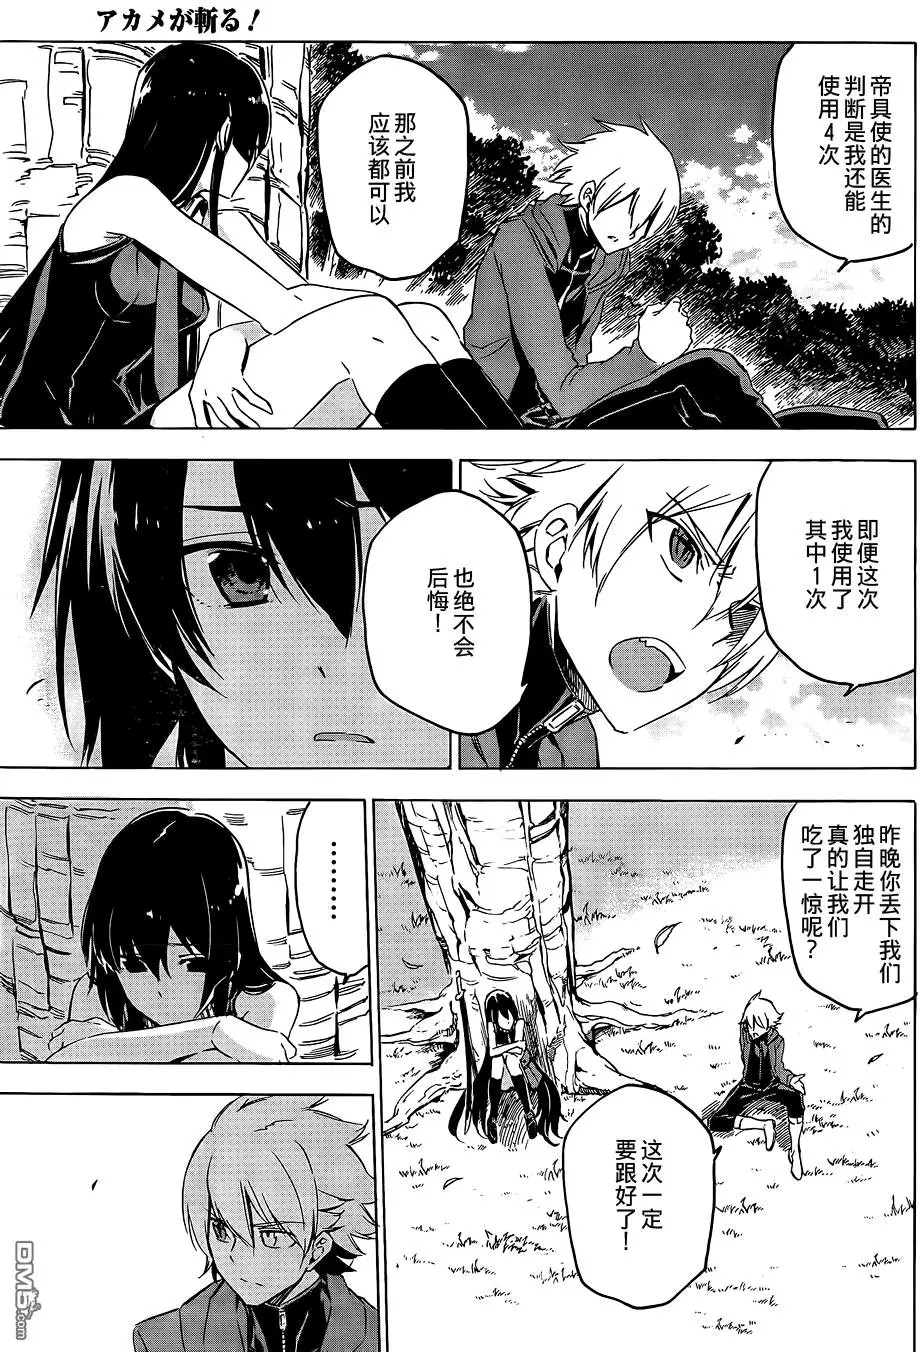 アカメが斬る!
帝具使的医生的
判断是我还能
使用4次
那之前我
应该都可以
即便这次
我使用了
其中1次
也绝不会
后悔!
昨晚你丢下我们
独自走开
真的让我们
吃了一惊呢?
这次一定
要跟好了!
………
DM5.com